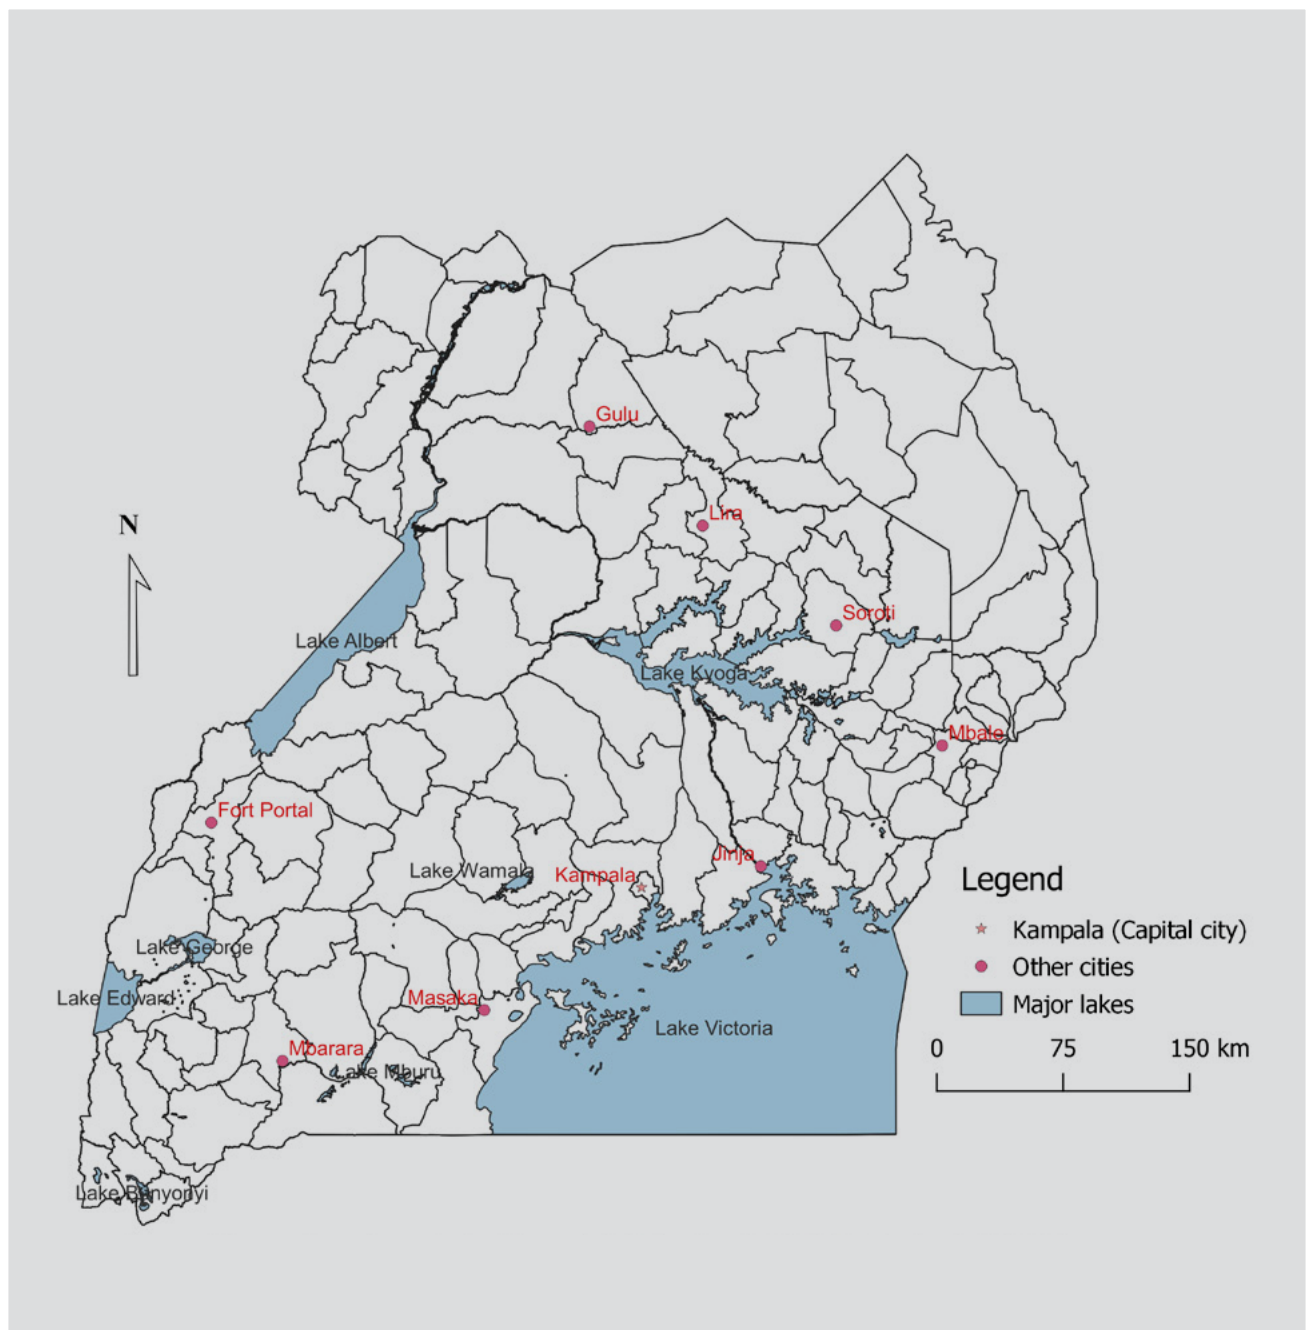 Gulu
Lira
N
Soroti
Lake Albert
Lake Kyoga
Mbale
Fort Portal
Jinja
Lake Wamala
Kampala
Legend
Kampala (Capital city)
Lake George
Other cities
Lake Edward
Masaka
Major lakes
Lake Victoria
Mbarara
0 75 150 km
Lake Mburu
Lake Bunyonyi